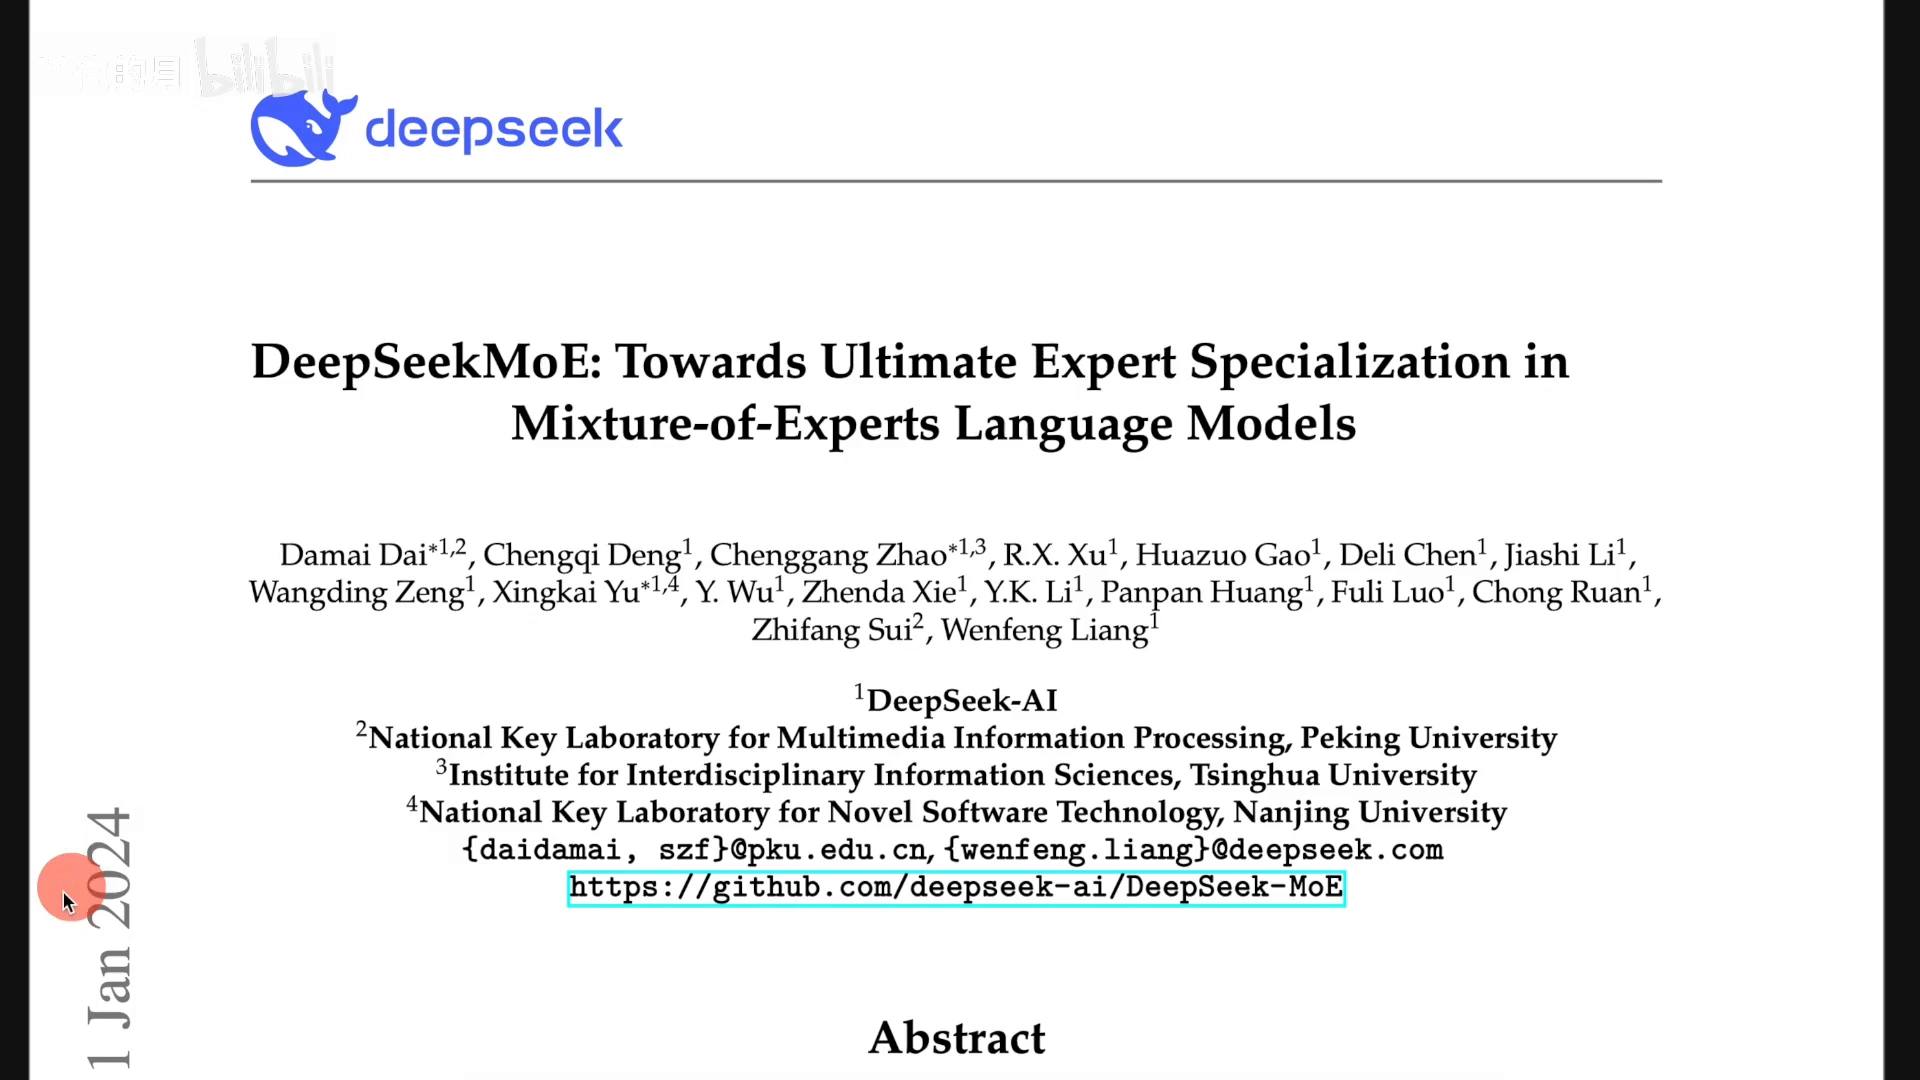 bilibili
deepseek
DeepSeekMoE: Towards Ultimate Expert Specialization in
Mixture-of-Experts Language Models
Damai Dai*1,2, Chengqi Deng1, Chenggang Zhao*1,3, R.X. Xu1, Huazuo Gao1, Deli Chen1, Jiashi Li1,
Wangding Zeng1, Xingkai Yu*1,4, Y. Wu1, Zhenda Xie1, Y.K. Li1, Panpan Huang1, Fuli Luo1, Chong Ruan1,
Zhifang Sui2, Wenfeng Liang1
1DeepSeek-AI
2National Key Laboratory for Multimedia Information Processing, Peking University
3Institute for Interdisciplinary Information Sciences, Tsinghua University
4National Key Laboratory for Novel Software Technology, Nanjing University
{daidamai, szf}@pku.edu.cn, {wenfeng.liang}@deepseek.com
https://github.com/deepseek-ai/DeepSeek-MoE
1 Jan 2024
Abstract